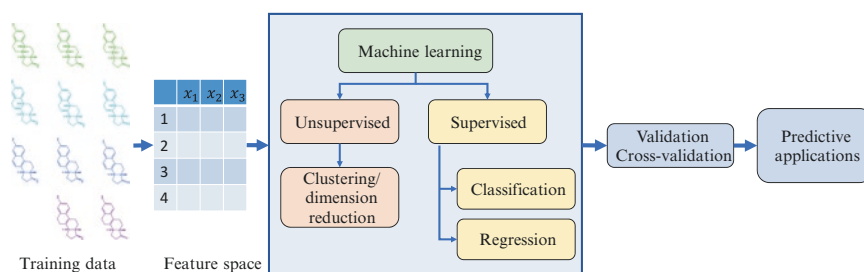 Machine learning
x₁ x₂ x₃
1
2
3
4
Unsupervised
Supervised
Clustering/
dimension
reduction
Classification
Regression
Validation
Cross-validation
Predictive
applications
Training data
Feature space